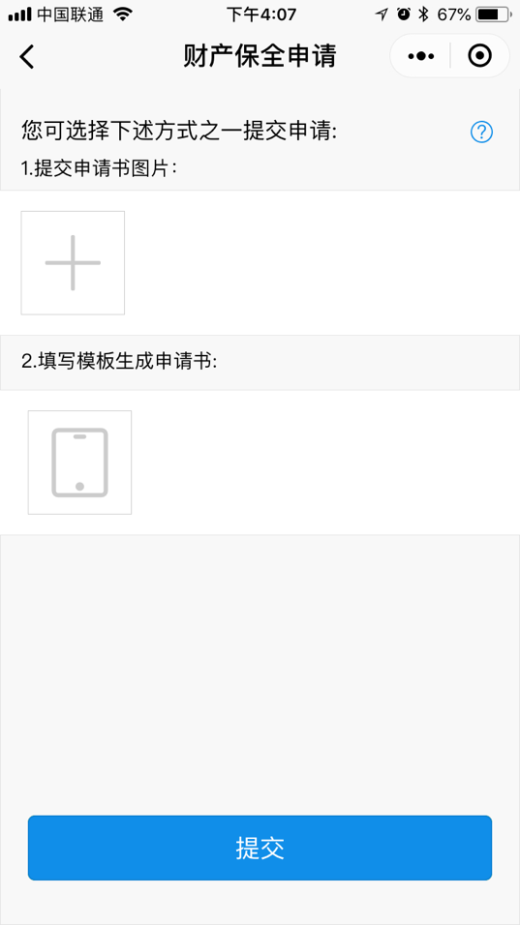 中国联通 下午4:07 67%
财产保全申请
您可选择下述方式之一提交申请:
?
1.提交申请书图片:
2.填写模板生成申请书:
提交